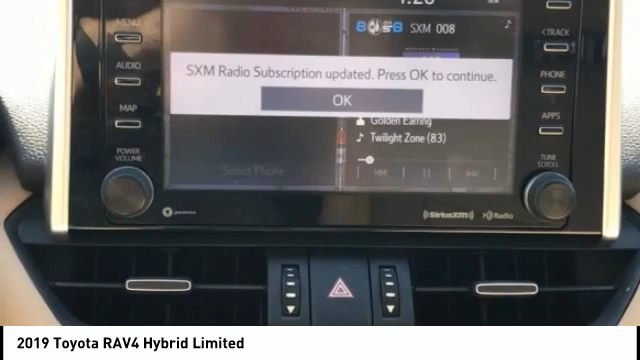 MENU
AUDIO
MAP
POWER
VOLUME
SXM 008
SXM Radio Subscription updated. Press OK to continue.
OK
Golden Earring
Twilight Zone (83)
Select Phone
TRACK
PHONE
APPS
TUNE
SCROLL
((SiriusXM))
HD Radio
2019 Toyota RAV4 Hybrid Limited